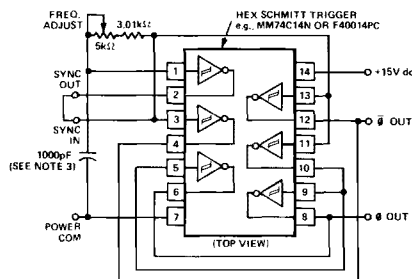 FREQ.
ADJUST
3.01kΩ
5kΩ
HEX SCHMITT TRIGGER
e.g., MM74C14N OR F40014PC
SYNC
OUT
SYNC
IN
1000pF
(SEE NOTE 3)
POWER
COM
1
2
3
4
5
6
7
14
13
12
11
10
9
8
+15V dc
ø̅ OUT
ø OUT
(TOP VIEW)